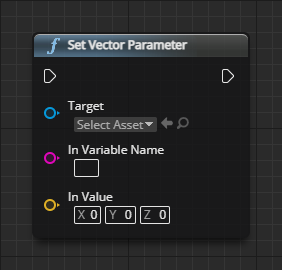 f Set Vector Parameter
Target
Select Asset
In Variable Name
In Value
X 0 Y 0 Z 0